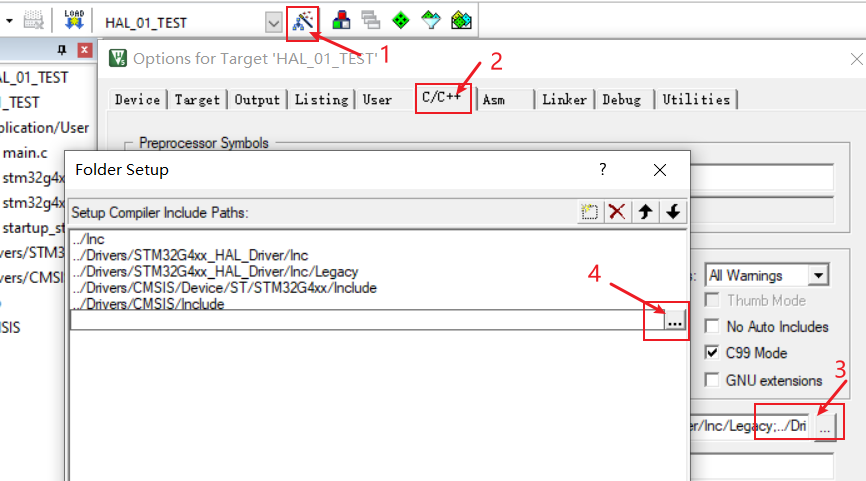 LOAD
HAL_01_TEST
1
Options for Target 'HAL_01_TEST'
2
AL_01_TEST
_TEST
plication/User
main.c
stm32g4x
stm32g4x
startup_st
vers/STM3
vers/CMSIS
SIS
Device
Target
Output
Listing
User
C/C++
Asm
Linker
Debug
Utilities
Preprocessor Symbols
Folder Setup
?
Setup Compiler Include Paths:
../Inc
../Drivers/STM32G4xx_HAL_Driver/Inc
../Drivers/STM32G4xx_HAL_Driver/Inc/Legacy
../Drivers/CMSIS/Device/ST/STM32G4xx/Include
../Drivers/CMSIS/Include
...
4
s:
All Warnings
Thumb Mode
No Auto Includes
C99 Mode
GNU extensions
3
er/Inc/Legacy;../Dri
...